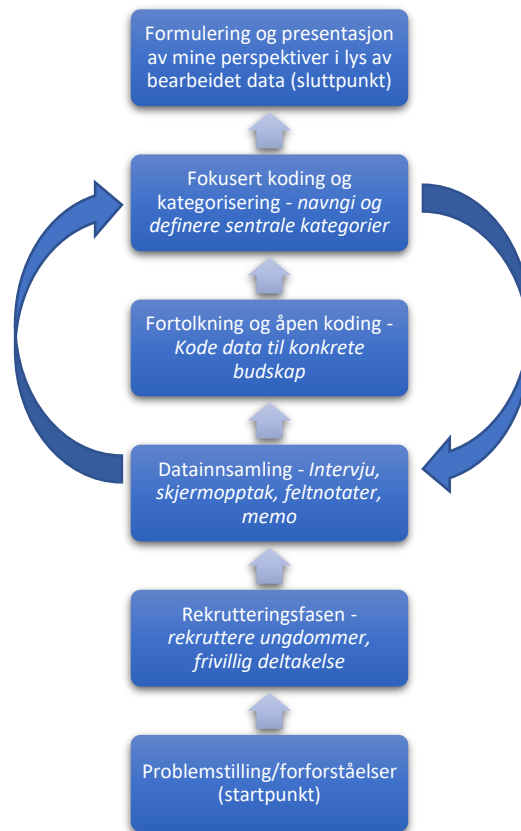 Formulering og presentasjon
av mine perspektiver i lys av
bearbeidet data (sluttpunkt)
Fokusert koding og
kategorisering - navngi og
definere sentrale kategorier
Fortolkning og åpen koding -
Kode data til konkrete
budskap
Datainnsamling - Intervju,
skjermopptak, feltnotater,
memo
Rekrutteringsfasen -
rekruttere ungdommer,
frivillig deltakelse
Problemstilling/forforståelser
(startpunkt)